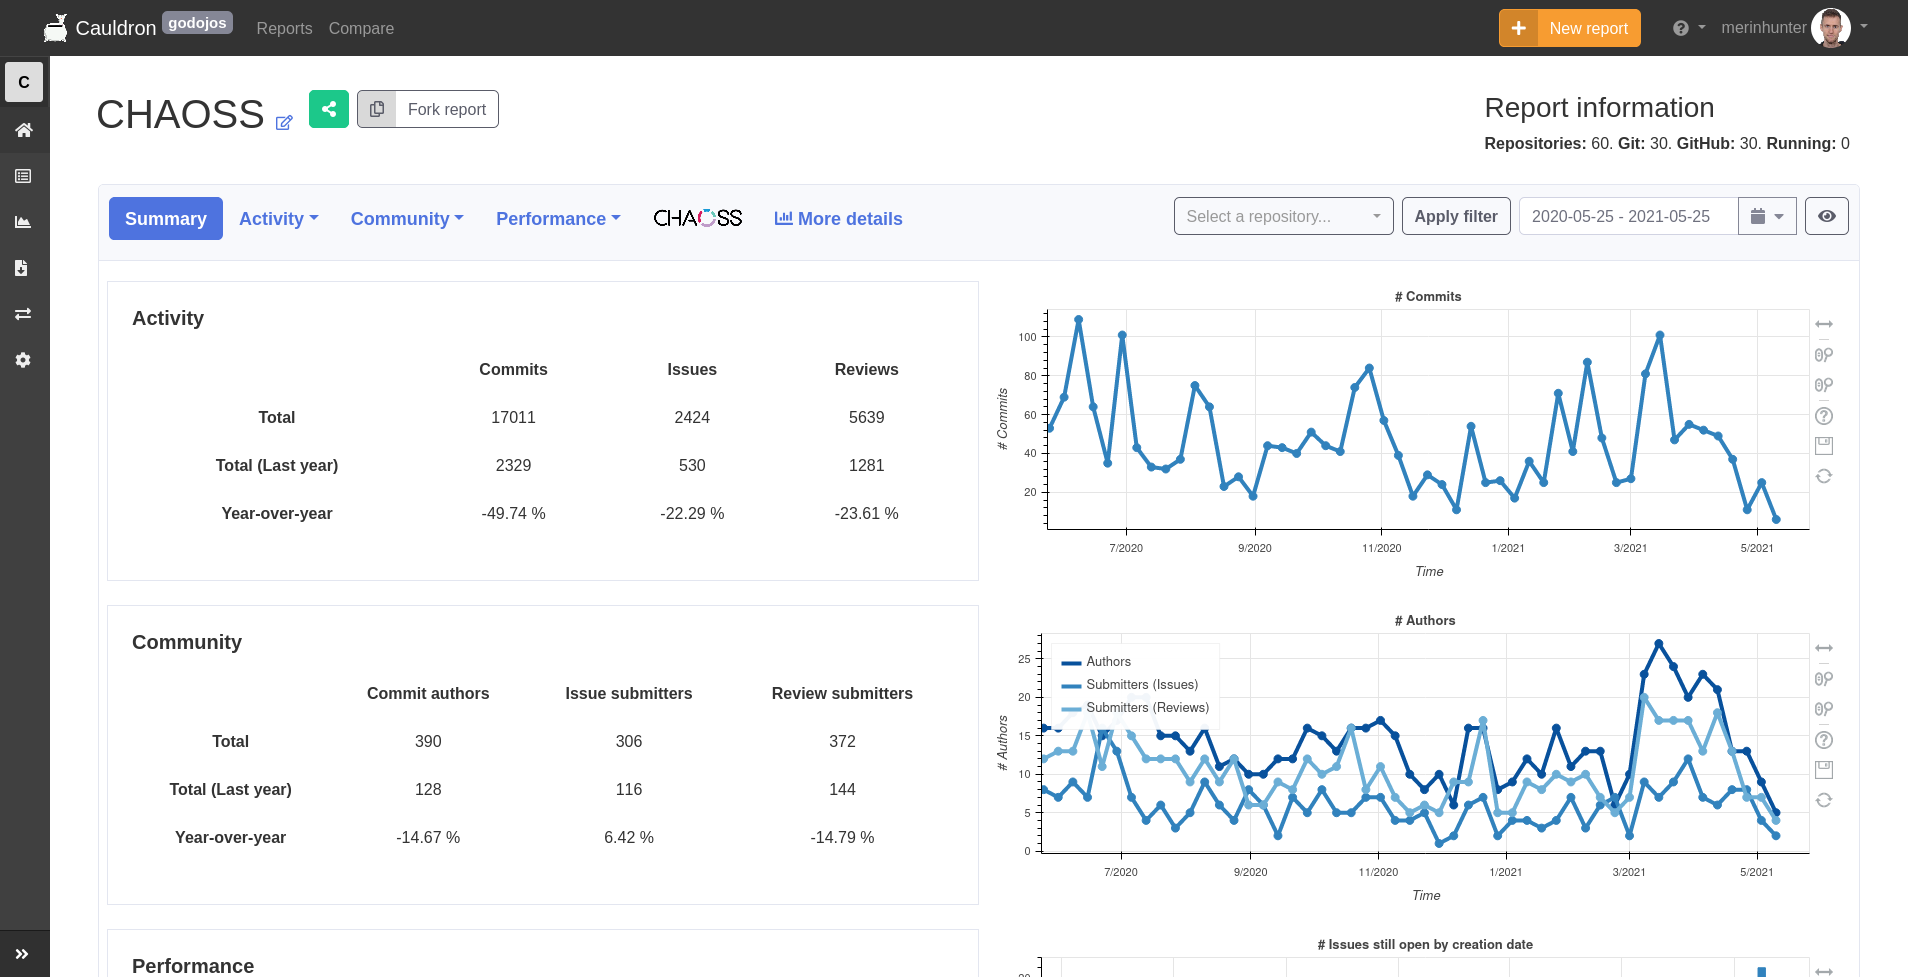 Cauldron godojos Reports Compare New report merinhunter
C
CHAOSS Fork report Report information
Repositories: 60. Git: 30. GitHub: 30. Running: 0
Summary Activity Community Performance CHAOSS More details Select a repository... Apply filter 2020-05-25 - 2021-05-25
Activity
Commits Issues Reviews
Total 17011 2424 5639
Total (Last year) 2329 530 1281
Year-over-year -49.74 % -22.29 % -23.61 %
# Commits
# Commits
100
80
60
40
20
7/2020 9/2020 11/2020 1/2021 3/2021 5/2021
Time
Community
Commit authors Issue submitters Review submitters
Total 390 306 372
Total (Last year) 128 116 144
Year-over-year -14.67 % 6.42 % -14.79 %
# Authors
Authors
Submitters (Issues)
Submitters (Reviews)
# Authors
25
20
15
10
5
0
7/2020 9/2020 11/2020 1/2021 3/2021 5/2021
Time
Performance
# Issues still open by creation date
20